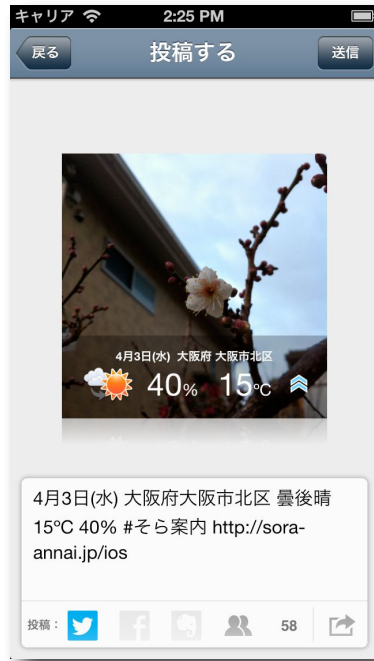 キャリア 2:25 PM
戻る 投稿する 送信
4月3日(水) 大阪府 大阪市北区
40% 15℃
4月3日(水) 大阪府大阪市北区 曇後晴
15℃ 40% #そら案内 http://sora-
annai.jp/ios
投稿: 58